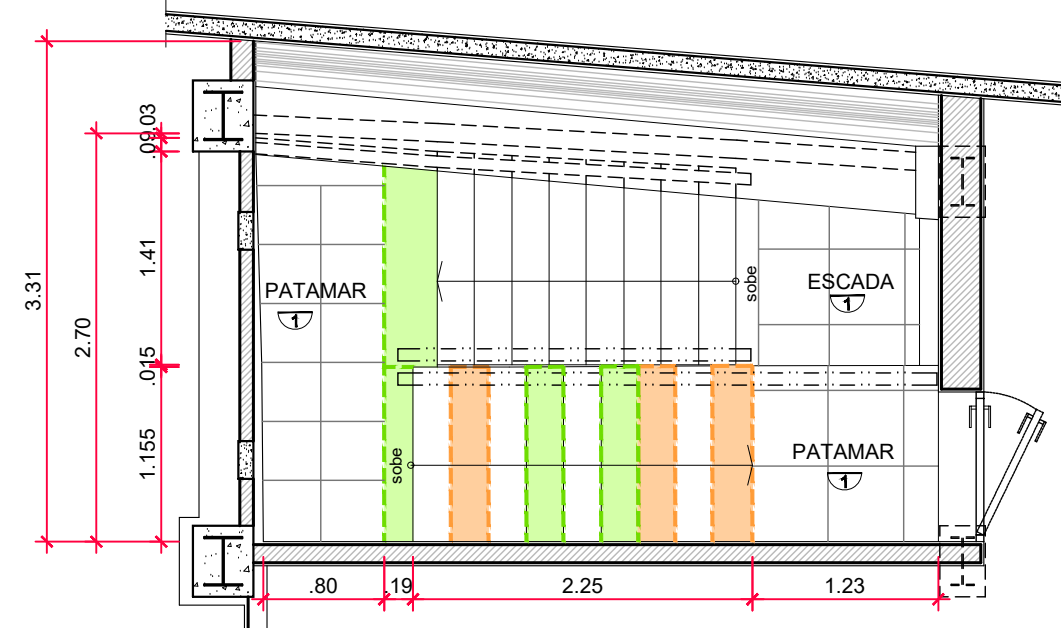 3.31
2.70
.03
.09
1.41
.015
1.155
PATAMAR
1
sobe
ESCADA
1
sobe
PATAMAR
1
.80
.19
2.25
1.23